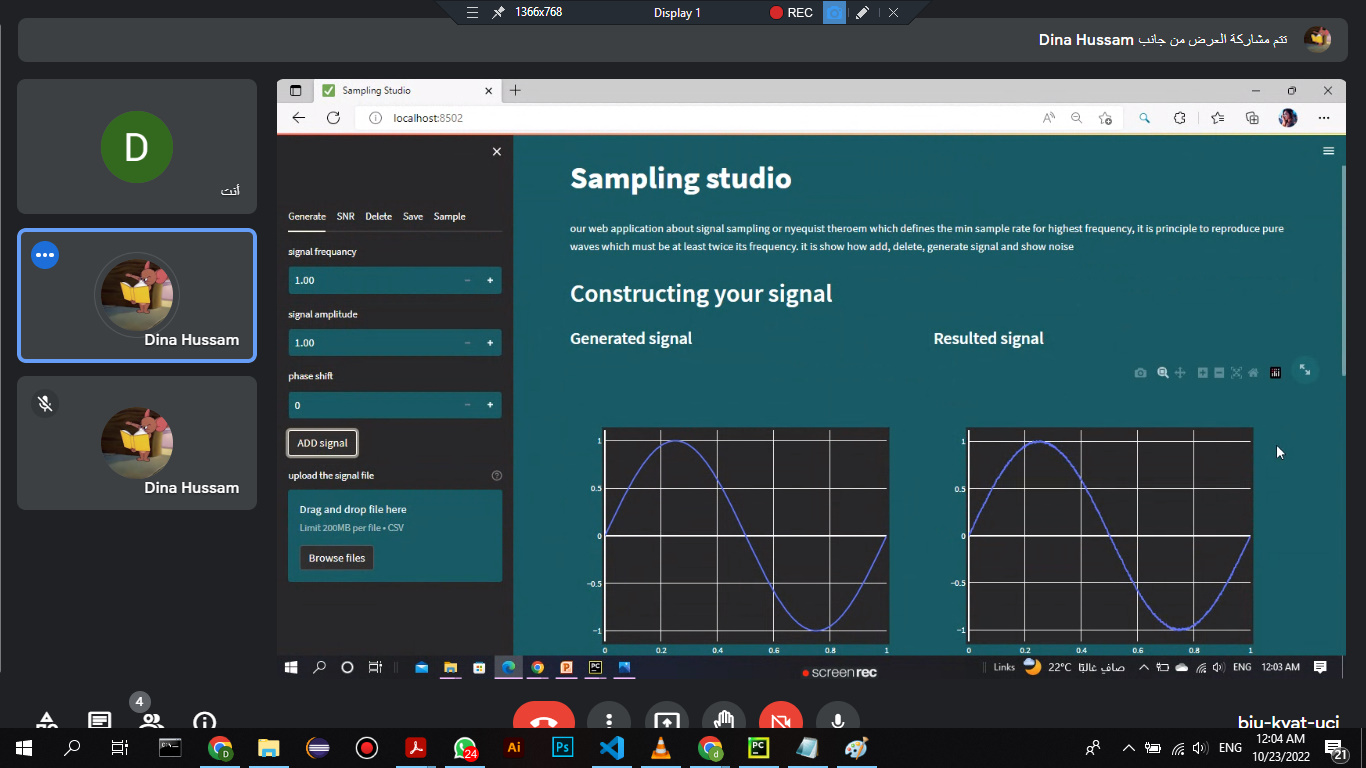 1366x768
Display 1
REC
تتم مشاركة العرض من جانب Dina Hussam
D
أنت
Dina Hussam
Dina Hussam
Sampling Studio
localhost:8502
Generate SNR Delete Save Sample
signal frequancy
1.00
signal amplitude
1.00
phase shift
0
ADD signal
upload the signal file
Drag and drop file here
Limit 200MB per file • CSV
Browse files
Sampling studio
our web application about signal sampling or nyequist theroem which defines the min sample rate for highest frequency, it is principle to reproduce pure
waves which must be at least twice its frequency. it is show how add, delete, generate signal and show noise
Constructing your signal
Generated signal
Resulted signal
1
0.5
0
−0.5
−1
0 0.2 0.4 0.6 0.8 1
1
0.5
0
−0.5
−1
0 0.2 0.4 0.6 0.8 1
screenrec
Links
22°C صاف غالبًا
ENG 12:03 AM
4
biu-kvat-uci
D
24
Ai
Ps
PC
d
ENG
12:04 AM
10/23/2022
21